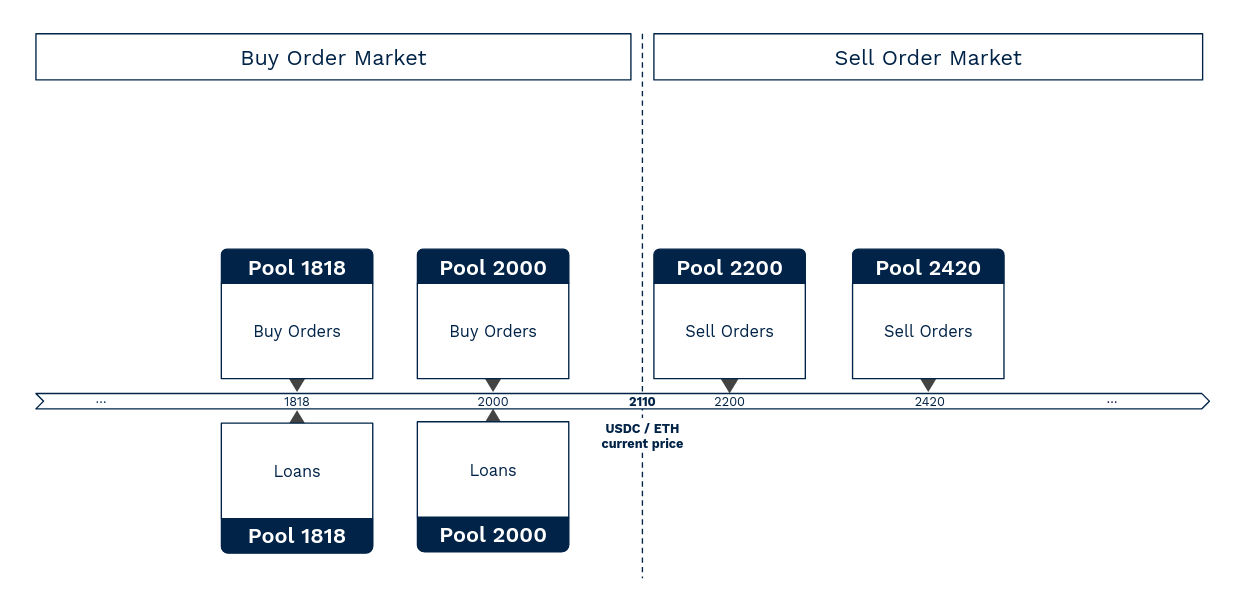 Buy Order Market
Sell Order Market
Pool 1818
Pool 2000
Pool 2200
Pool 2420
Buy Orders
Buy Orders
Sell Orders
Sell Orders
... 1818 2000 2110 2200 2420 ...
USDC / ETH
current price
Loans
Loans
Pool 1818
Pool 2000